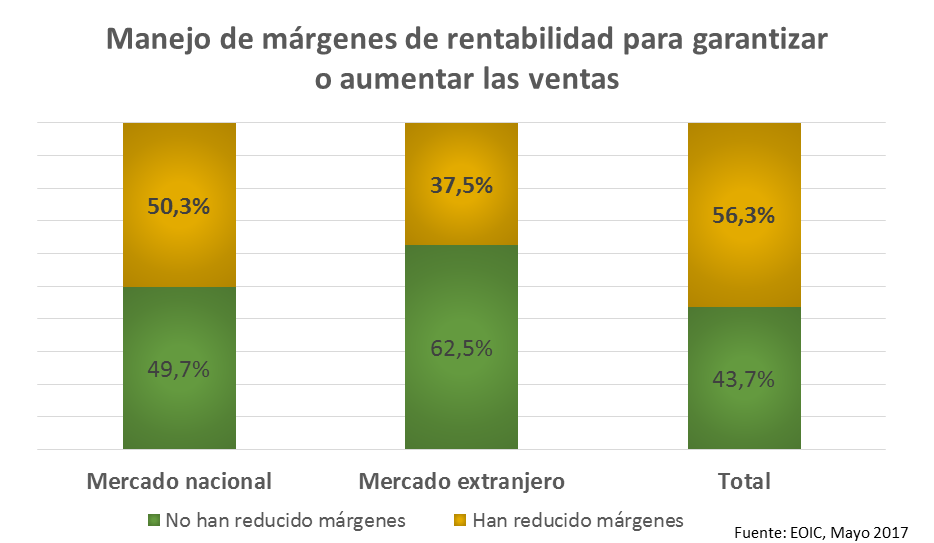 Manejo de márgenes de rentabilidad para garantizar
o aumentar las ventas
50,3%
37,5%
56,3%
49,7%
62,5%
43,7%
Mercado nacional
Mercado extranjero
Total
No han reducido márgenes
Han reducido márgenes
Fuente: EOIC, Mayo 2017